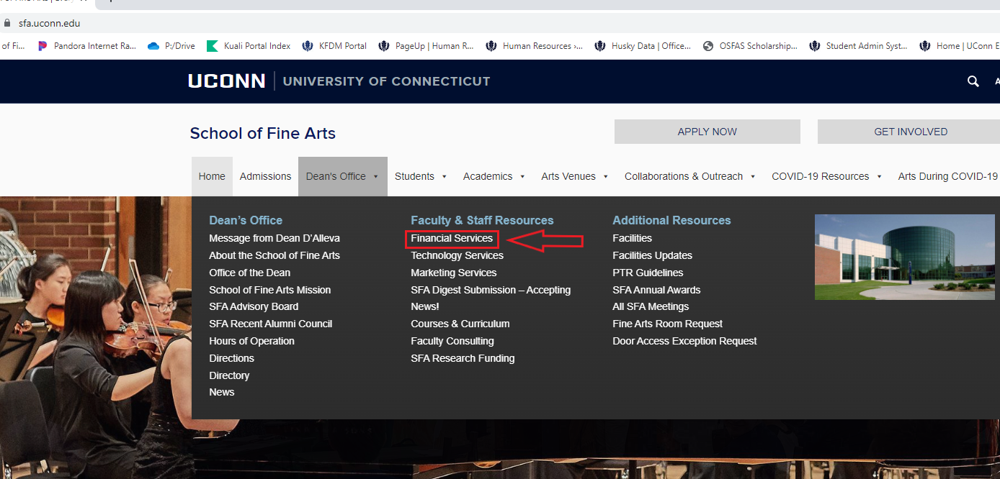 sfa.uconn.edu
of Fi... Pandora Internet Ra... P:/Drive Kuali Portal Index KFDM Portal PageUp | Human R... Human Resources ›... Husky Data | Office... OSFAS Scholarship... Student Admin Syst... Home | UConn E
UCONN UNIVERSITY OF CONNECTICUT A
School of Fine Arts
APPLY NOW GET INVOLVED
Home Admissions Dean's Office Students Academics Arts Venues Collaborations & Outreach COVID-19 Resources Arts During COVID-19
Dean's Office
Message from Dean D'Alleva
About the School of Fine Arts
Office of the Dean
School of Fine Arts Mission
SFA Advisory Board
SFA Recent Alumni Council
Hours of Operation
Directions
Directory
News
Faculty & Staff Resources
Financial Services
Technology Services
Marketing Services
SFA Digest Submission – Accepting
News!
Courses & Curriculum
Faculty Consulting
SFA Research Funding
Additional Resources
Facilities
Facilities Updates
PTR Guidelines
SFA Annual Awards
All SFA Meetings
Fine Arts Room Request
Door Access Exception Request